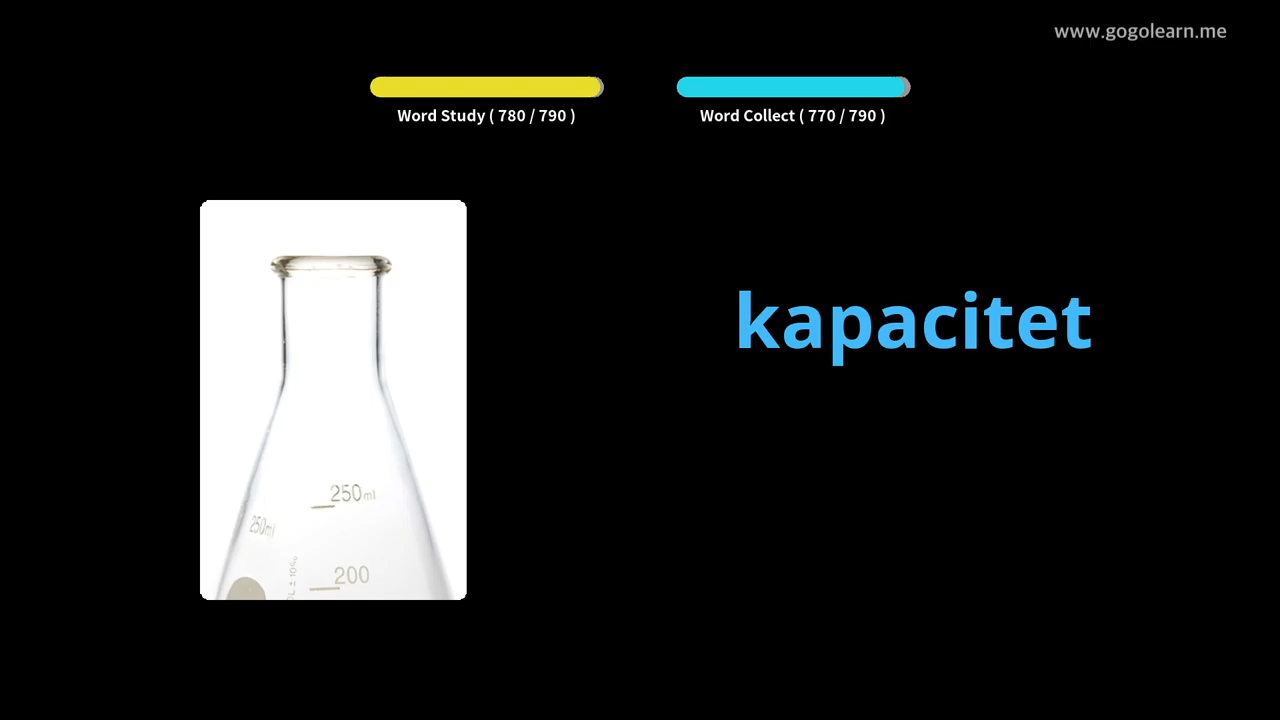 www.gogolearn.me
Word Study ( 780 / 790 )
Word Collect ( 770 / 790 )
kapacitet
250ml
250ml
200